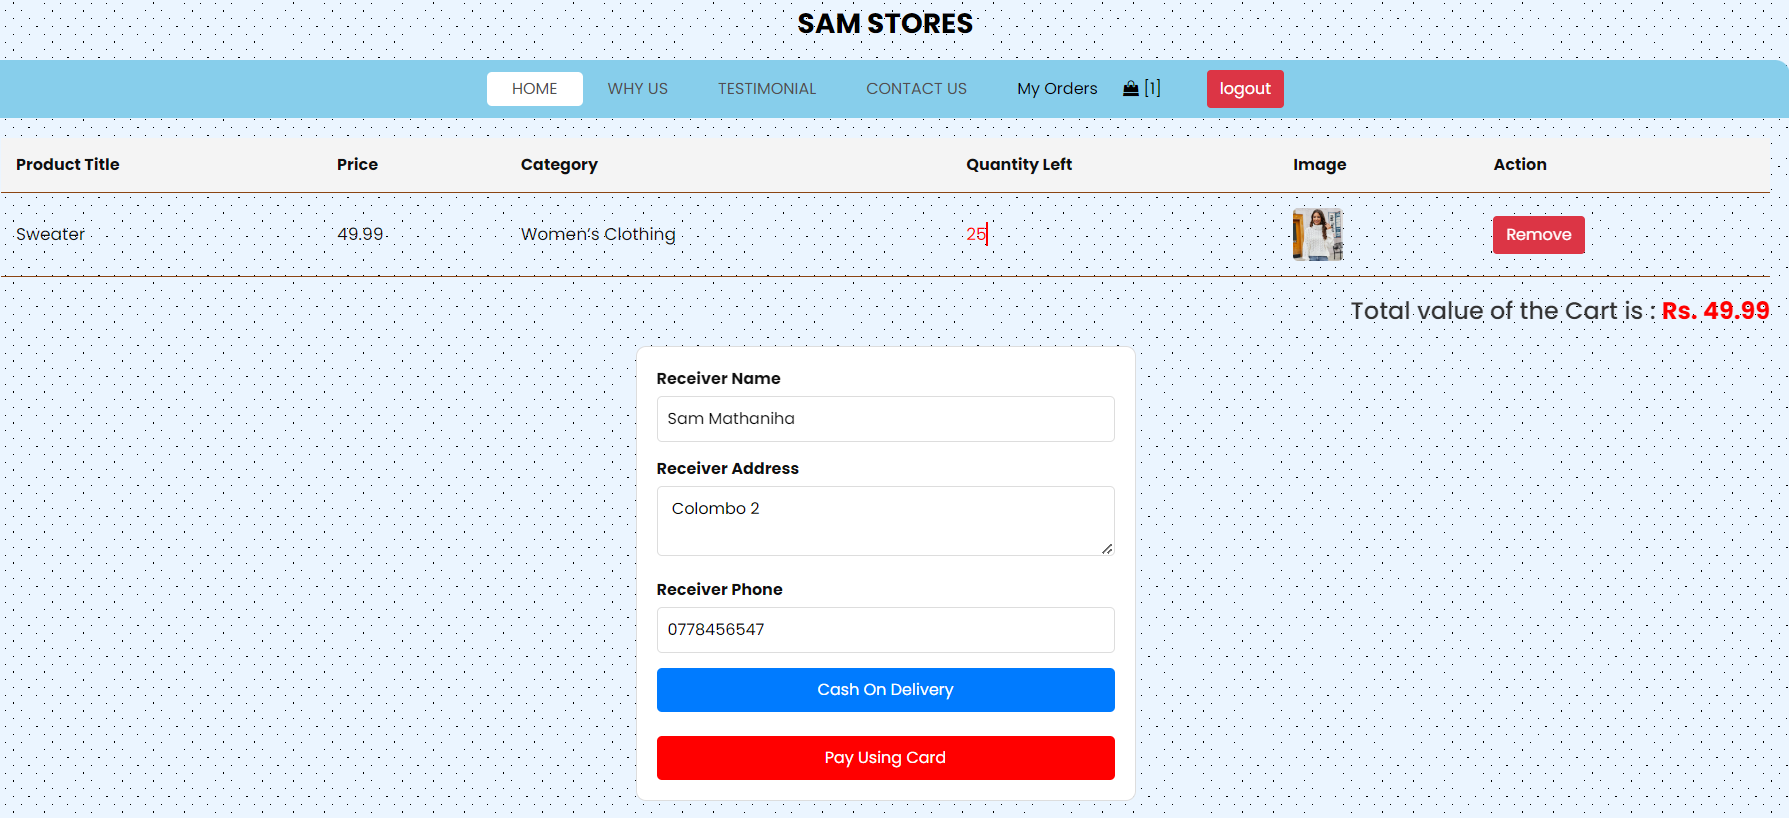 SAM STORES
HOME WHY US TESTIMONIAL CONTACT US My Orders [1] logout
Product Title Price Category Quantity Left Image Action
Sweater 49.99 Women’s Clothing 25 Remove
Total value of the Cart is : Rs. 49.99
Receiver Name
Sam Mathaniha
Receiver Address
Colombo 2
Receiver Phone
0778456547
Cash On Delivery
Pay Using Card